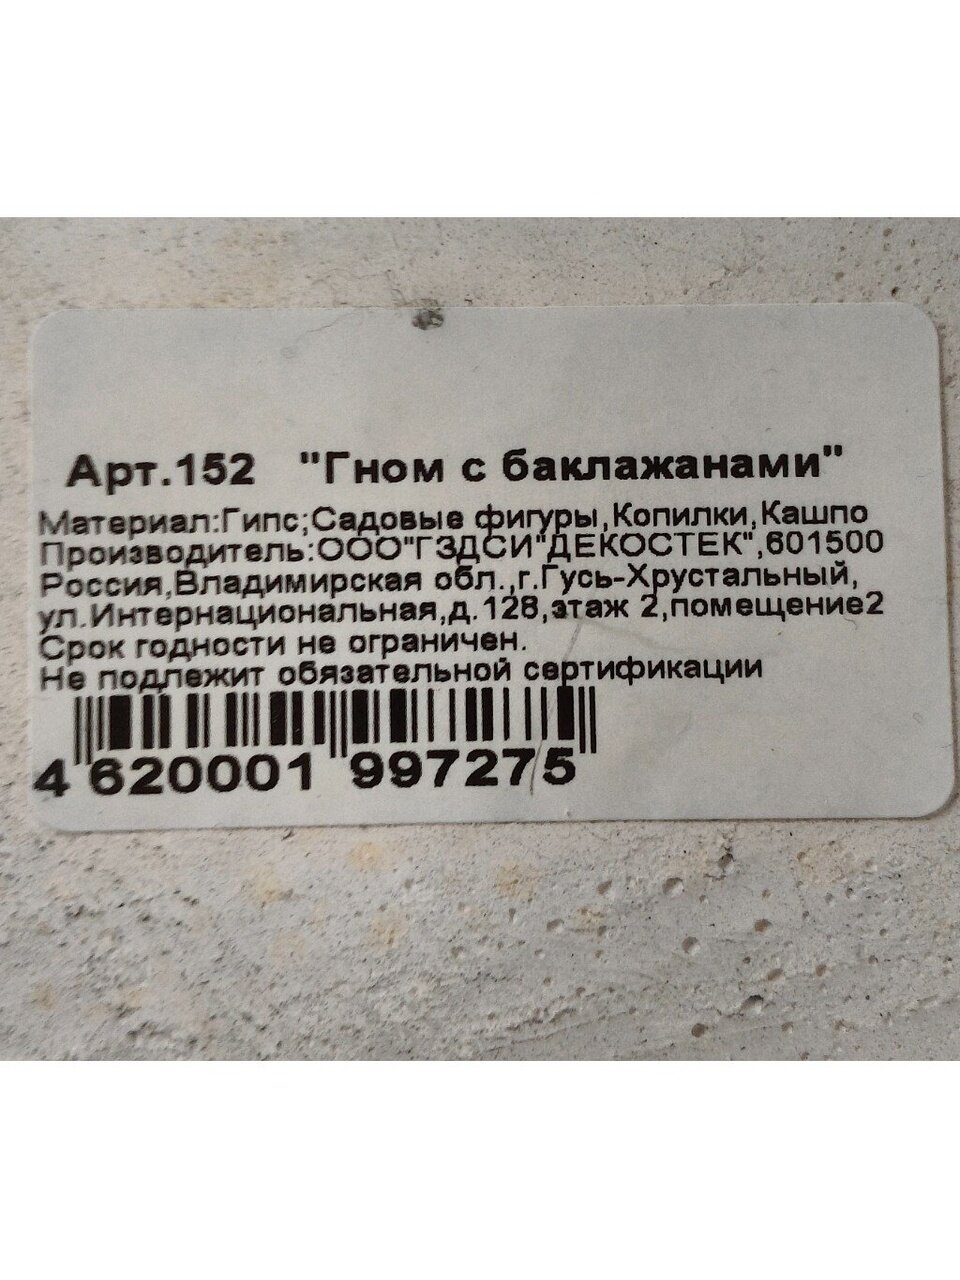 Арт.152 "Гном с баклажанами"
Материал:Гипс;Садовые фигуры,Копилки,Кашпо
Производитель:ООО"ГЗДСИ"ДЕКОСТЕК",601500
Россия,Владимирская обл.,г.Гусь-Хрустальный,
ул.Интернациональная,д.128,этаж 2,помещение2
Срок годности не ограничен.
Не подлежит обязательной сертификации
4 620001 997275